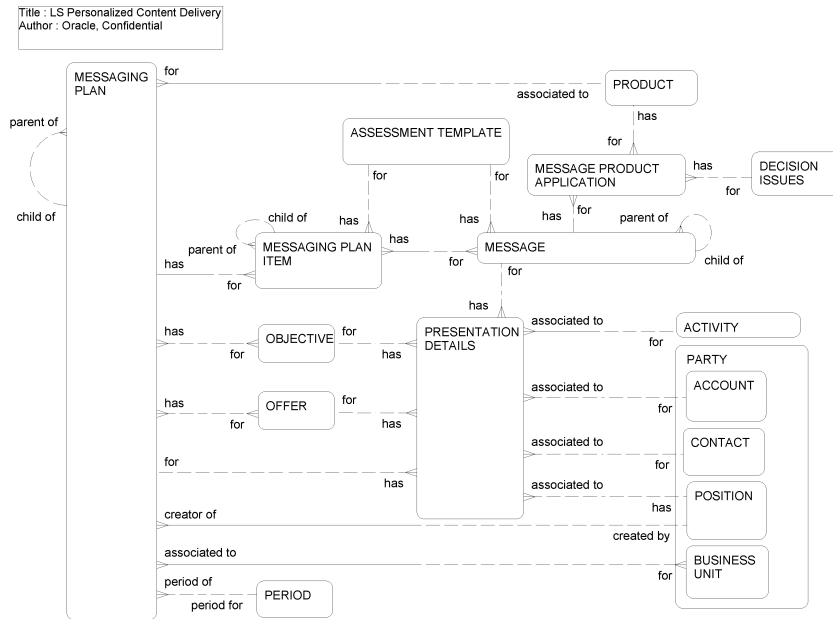 Title : LS Personalized Content Delivery
Author : Oracle, Confidential
MESSAGING
PLAN
for
associated to
PRODUCT
has
parent of
child of
ASSESSMENT TEMPLATE
for
for
for
MESSAGE PRODUCT
APPLICATION
has
for
DECISION
ISSUES
has
has
has
for
child of
parent of
MESSAGING PLAN
ITEM
has
for
MESSAGE
parent of
child of
has
for
for
has
has
for
OBJECTIVE
for
has
PRESENTATION
DETAILS
associated to
for
ACTIVITY
PARTY
has
for
OFFER
for
has
associated to
for
ACCOUNT
for
has
associated to
for
CONTACT
associated to
has
POSITION
creator of
created by
associated to
for
BUSINESS
UNIT
period of
period for
PERIOD